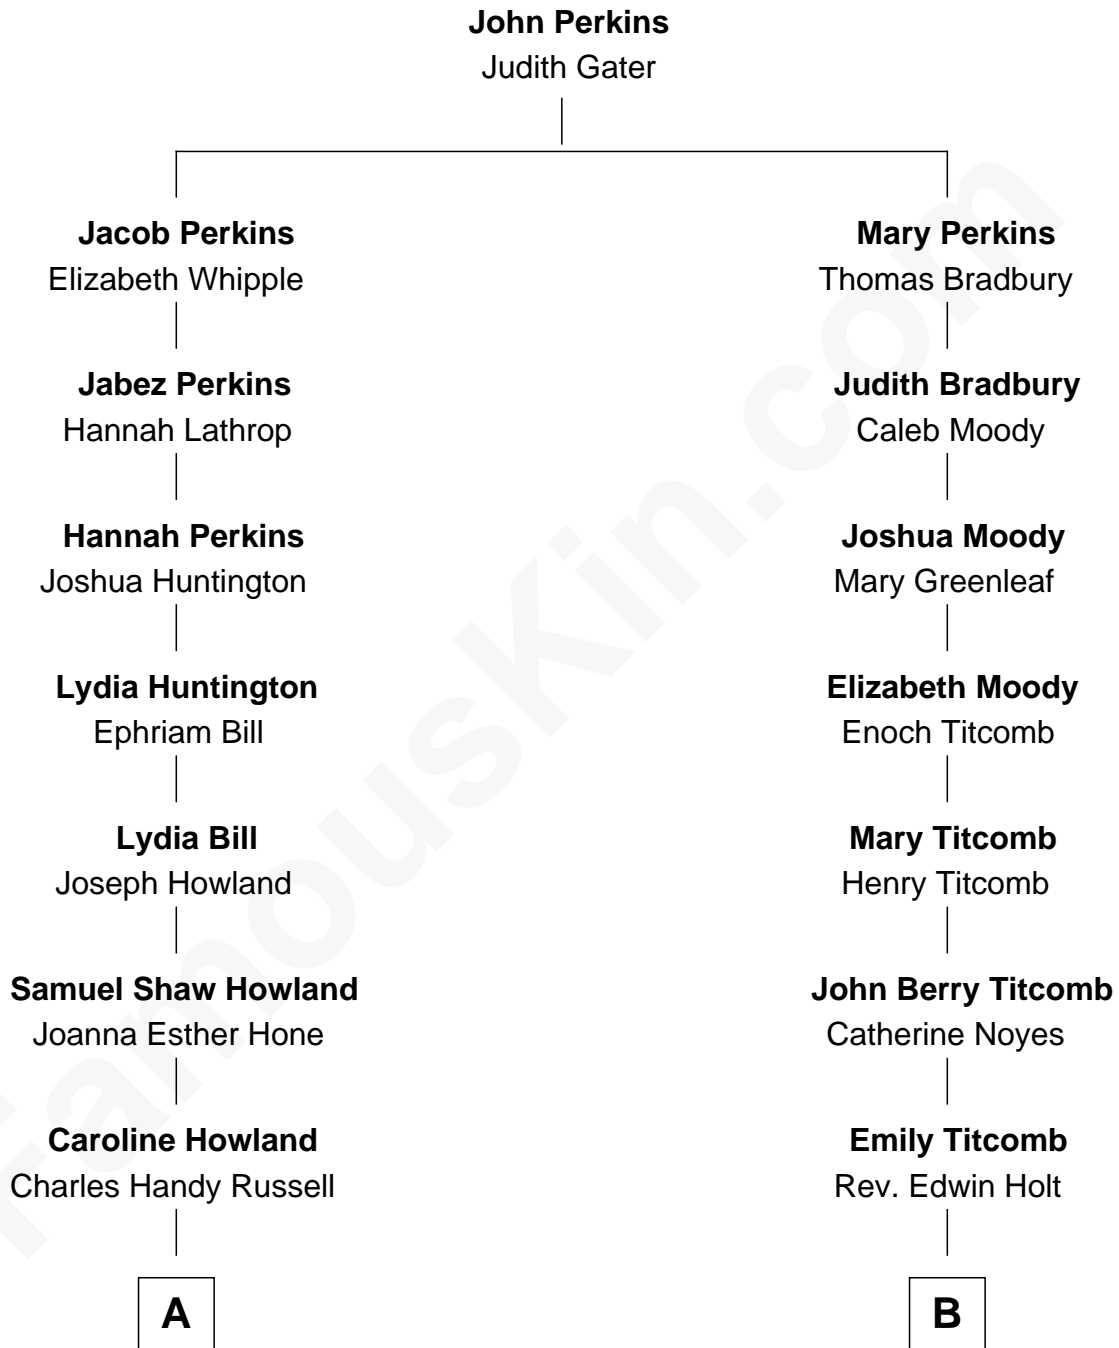 John Perkins
Judith Gater
Jacob Perkins
Elizabeth Whipple
Mary Perkins
Thomas Bradbury
Jabez Perkins
Hannah Lathrop
Judith Bradbury
Caleb Moody
Hannah Perkins
Joshua Huntington
Joshua Moody
Mary Greenleaf
Lydia Huntington
Ephriam Bill
Elizabeth Moody
Enoch Titcomb
Lydia Bill
Joseph Howland
Mary Titcomb
Henry Titcomb
Samuel Shaw Howland
Joanna Esther Hone
John Berry Titcomb
Catherine Noyes
Caroline Howland
Charles Handy Russell
Emily Titcomb
Rev. Edwin Holt
A
B
FamousKin.com